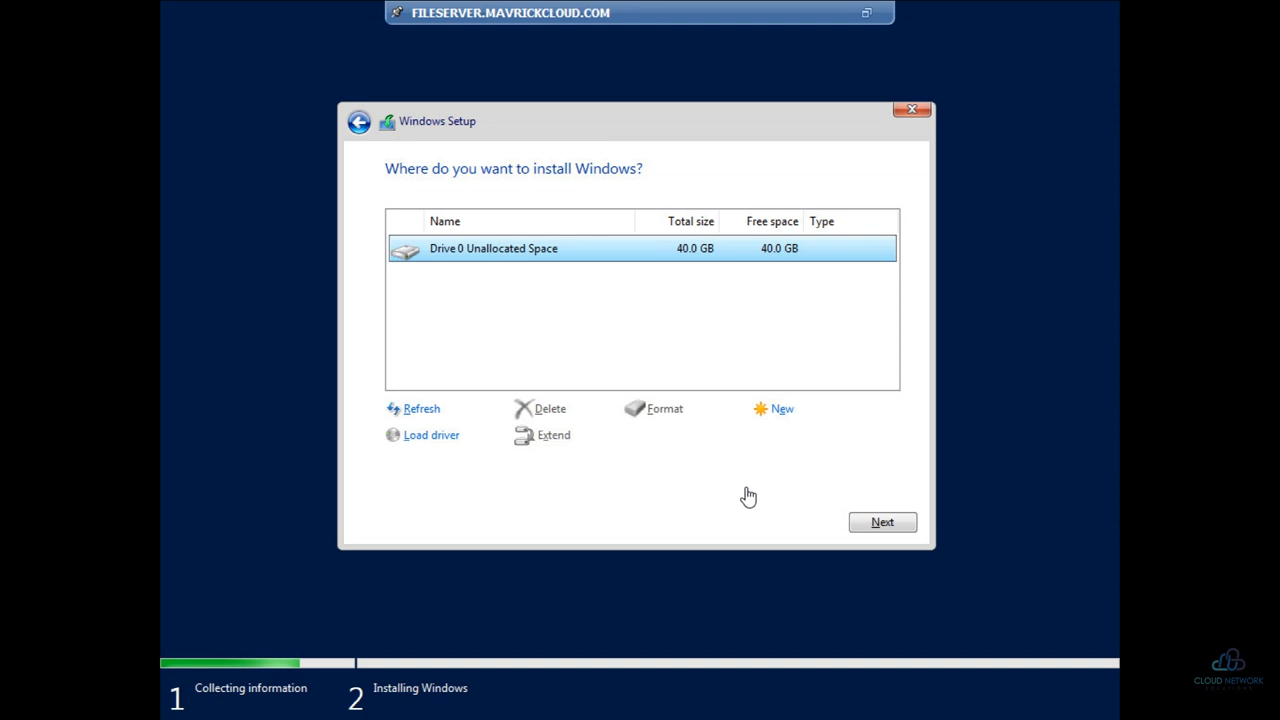 FILESERVER.MAVRICKCLOUD.COM
Windows Setup
Where do you want to install Windows?
Name Total size Free space Type
Drive 0 Unallocated Space 40.0 GB 40.0 GB
Refresh Delete Format New
Load driver Extend
Next
1 Collecting information 2 Installing Windows
CLOUD NETWORK
SOLUTIONS